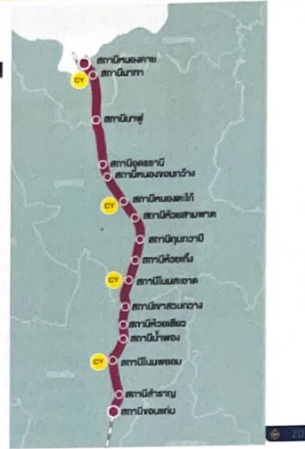 สถานีหนองคาย
สถานีนาทา
CY
สถานีนาพู่
สถานีอุดรธานี
สถานีหนองขอนกว้าง
สถานีหนองตะไก้
CY
สถานีห้วยสามพาด
สถานีกุมภวาปี
สถานีห้วยเกิ้ง
CY
สถานีโนนสะอาด
สถานีเขาสวนกวาง
สถานีห้วยเสียว
สถานีน้ำพอง
CY
สถานีโนนพยอม
สถานีสำราญ
สถานีขอนแก่น